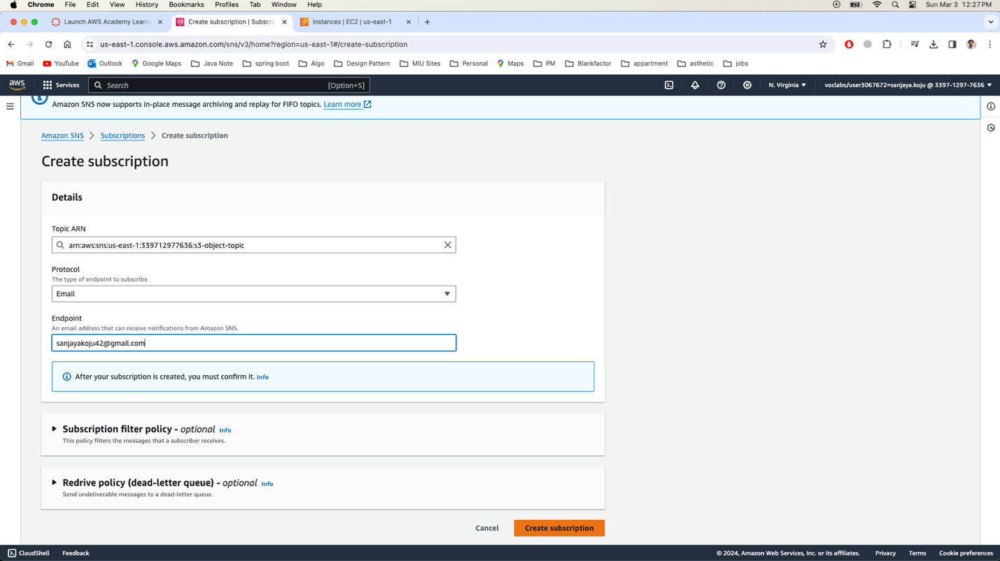 Chrome File Edit View History Bookmarks Profiles Tab Window Help Sun Mar 3 12:27 PM
Launch AWS Academy Learne Create subscription | Subscrip Instances | EC2 | us-east-1
us-east-1.console.aws.amazon.com/sns/v3/home?region=us-east-1#/create-subscription
Gmail YouTube Outlook Google Maps Java Note spring boot Algo Design Pattern MIU Sites Personal Maps PM Blankfactor appartment asthetic jobs
aws Services Search [Option+S] N. Virginia voclabs/user3067672=sanjaya.koju @ 3397-1297-7636
Amazon SNS now supports in-place message archiving and replay for FIFO topics. Learn more
Amazon SNS Subscriptions Create subscription
Create subscription
Details
Topic ARN
arn:aws:sns:us-east-1:339712977636:s3-object-topic
Protocol
The type of endpoint to subscribe
Email
Endpoint
An email address that can receive notifications from Amazon SNS.
sanjayakoju42@gmail.com
After your subscription is created, you must confirm it. Info
Subscription filter policy - optional Info
This policy filters the messages that a subscriber receives.
Redrive policy (dead-letter queue) - optional Info
Send undeliverable messages to a dead-letter queue.
Cancel Create subscription
CloudShell Feedback © 2024, Amazon Web Services, Inc. or its affiliates. Privacy Terms Cookie preferences